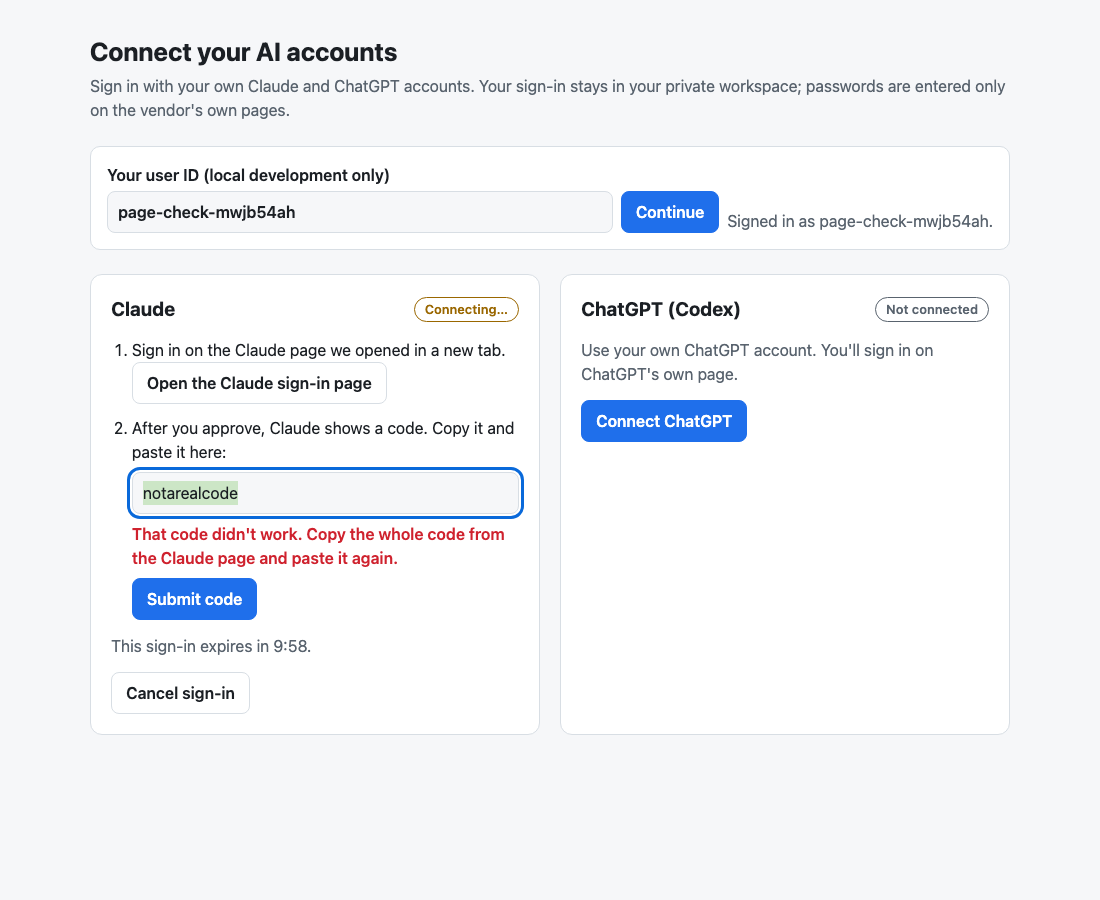 Connect your AI accounts
Sign in with your own Claude and ChatGPT accounts. Your sign-in stays in your private workspace; passwords are entered only
on the vendor's own pages.
Your user ID (local development only)
page-check-mwjb54ah
Continue
Signed in as page-check-mwjb54ah.
Claude
Connecting...
1. Sign in on the Claude page we opened in a new tab.
Open the Claude sign-in page
2. After you approve, Claude shows a code. Copy it and
paste it here:
notarealcode
That code didn't work. Copy the whole code from
the Claude page and paste it again.
Submit code
This sign-in expires in 9:58.
Cancel sign-in
ChatGPT (Codex)
Not connected
Use your own ChatGPT account. You'll sign in on
ChatGPT's own page.
Connect ChatGPT